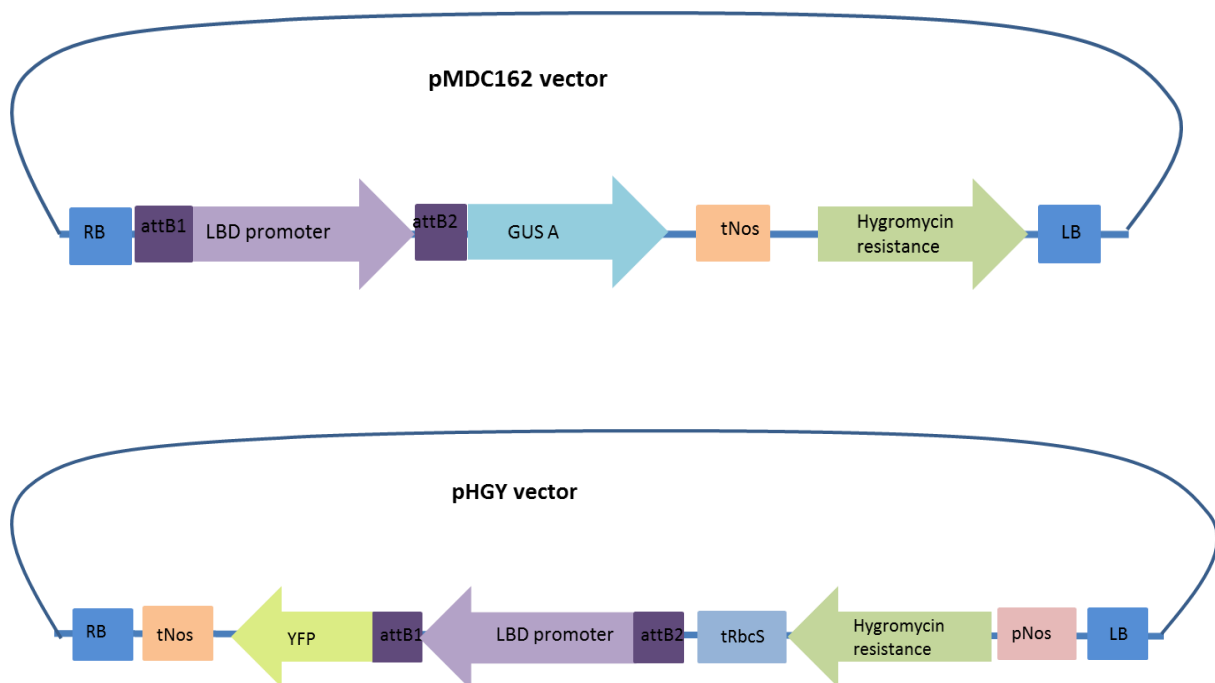 pMDC162 vector
RB
attB1
LBD promoter
attB2
GUS A
tNos
Hygromycin
resistance
LB
pHGY vector
RB
tNos
YFP
attB1
LBD promoter
attB2
tRbcS
Hygromycin
resistance
pNos
LB